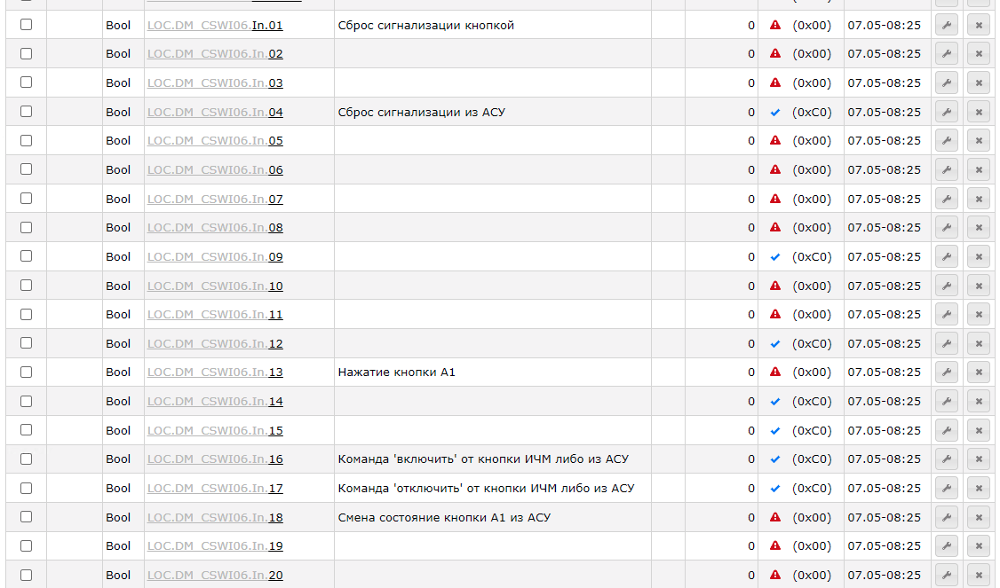 Bool LOC.DM_CSWI06.In.01 Сброс сигнализации кнопкой 0 (0x00) 07.05-08:25
Bool LOC.DM_CSWI06.In.02 0 (0x00) 07.05-08:25
Bool LOC.DM_CSWI06.In.03 0 (0x00) 07.05-08:25
Bool LOC.DM_CSWI06.In.04 Сброс сигнализации из АСУ 0 (0xC0) 07.05-08:25
Bool LOC.DM_CSWI06.In.05 0 (0x00) 07.05-08:25
Bool LOC.DM_CSWI06.In.06 0 (0x00) 07.05-08:25
Bool LOC.DM_CSWI06.In.07 0 (0x00) 07.05-08:25
Bool LOC.DM_CSWI06.In.08 0 (0x00) 07.05-08:25
Bool LOC.DM_CSWI06.In.09 0 (0xC0) 07.05-08:25
Bool LOC.DM_CSWI06.In.10 0 (0x00) 07.05-08:25
Bool LOC.DM_CSWI06.In.11 0 (0x00) 07.05-08:25
Bool LOC.DM_CSWI06.In.12 0 (0xC0) 07.05-08:25
Bool LOC.DM_CSWI06.In.13 Нажатие кнопки А1 0 (0x00) 07.05-08:25
Bool LOC.DM_CSWI06.In.14 0 (0xC0) 07.05-08:25
Bool LOC.DM_CSWI06.In.15 0 (0xC0) 07.05-08:25
Bool LOC.DM_CSWI06.In.16 Команда 'включить' от кнопки ИЧМ либо из АСУ 0 (0xC0) 07.05-08:25
Bool LOC.DM_CSWI06.In.17 Команда 'отключить' от кнопки ИЧМ либо из АСУ 0 (0xC0) 07.05-08:25
Bool LOC.DM_CSWI06.In.18 Смена состояние кнопки А1 из АСУ 0 (0x00) 07.05-08:25
Bool LOC.DM_CSWI06.In.19 0 (0x00) 07.05-08:25
Bool LOC.DM_CSWI06.In.20 0 (0x00) 07.05-08:25